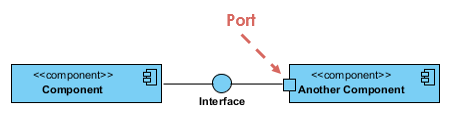 Port
<<component>>
Component
Interface
<<component>>
Another Component